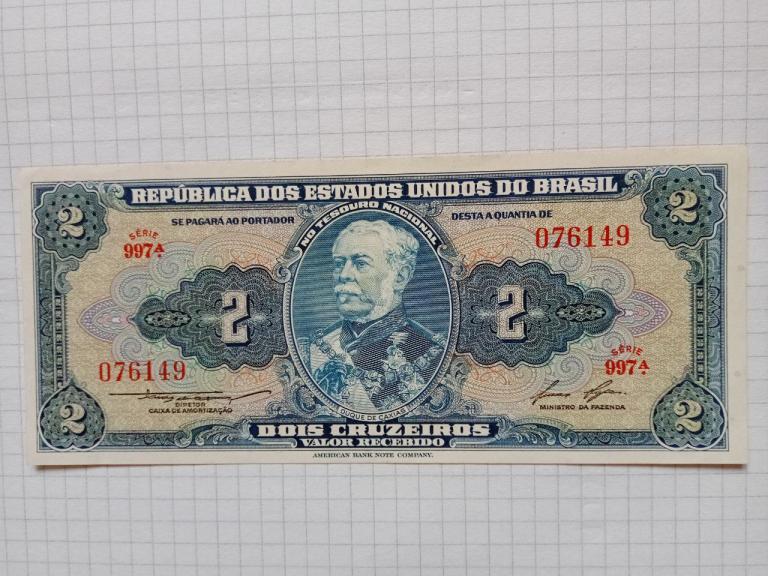 REPÚBLICA DOS ESTADOS UNIDOS DO BRASIL
2
2
SE PAGARÁ AO PORTADOR
NO TESOURO NACIONAL
DESTA A QUANTIA DE
SÉRIE
997ª
076149
2
2
SÉRIE
997ª
076149
DIRETOR
CAIXA DE AMORTIZAÇÃO
DUQUE DE CAXIAS
MINISTRO DA FAZENDA
2
2
DOIS CRUZEIROS
VALOR RECEBIDO
AMERICAN BANK NOTE COMPANY.